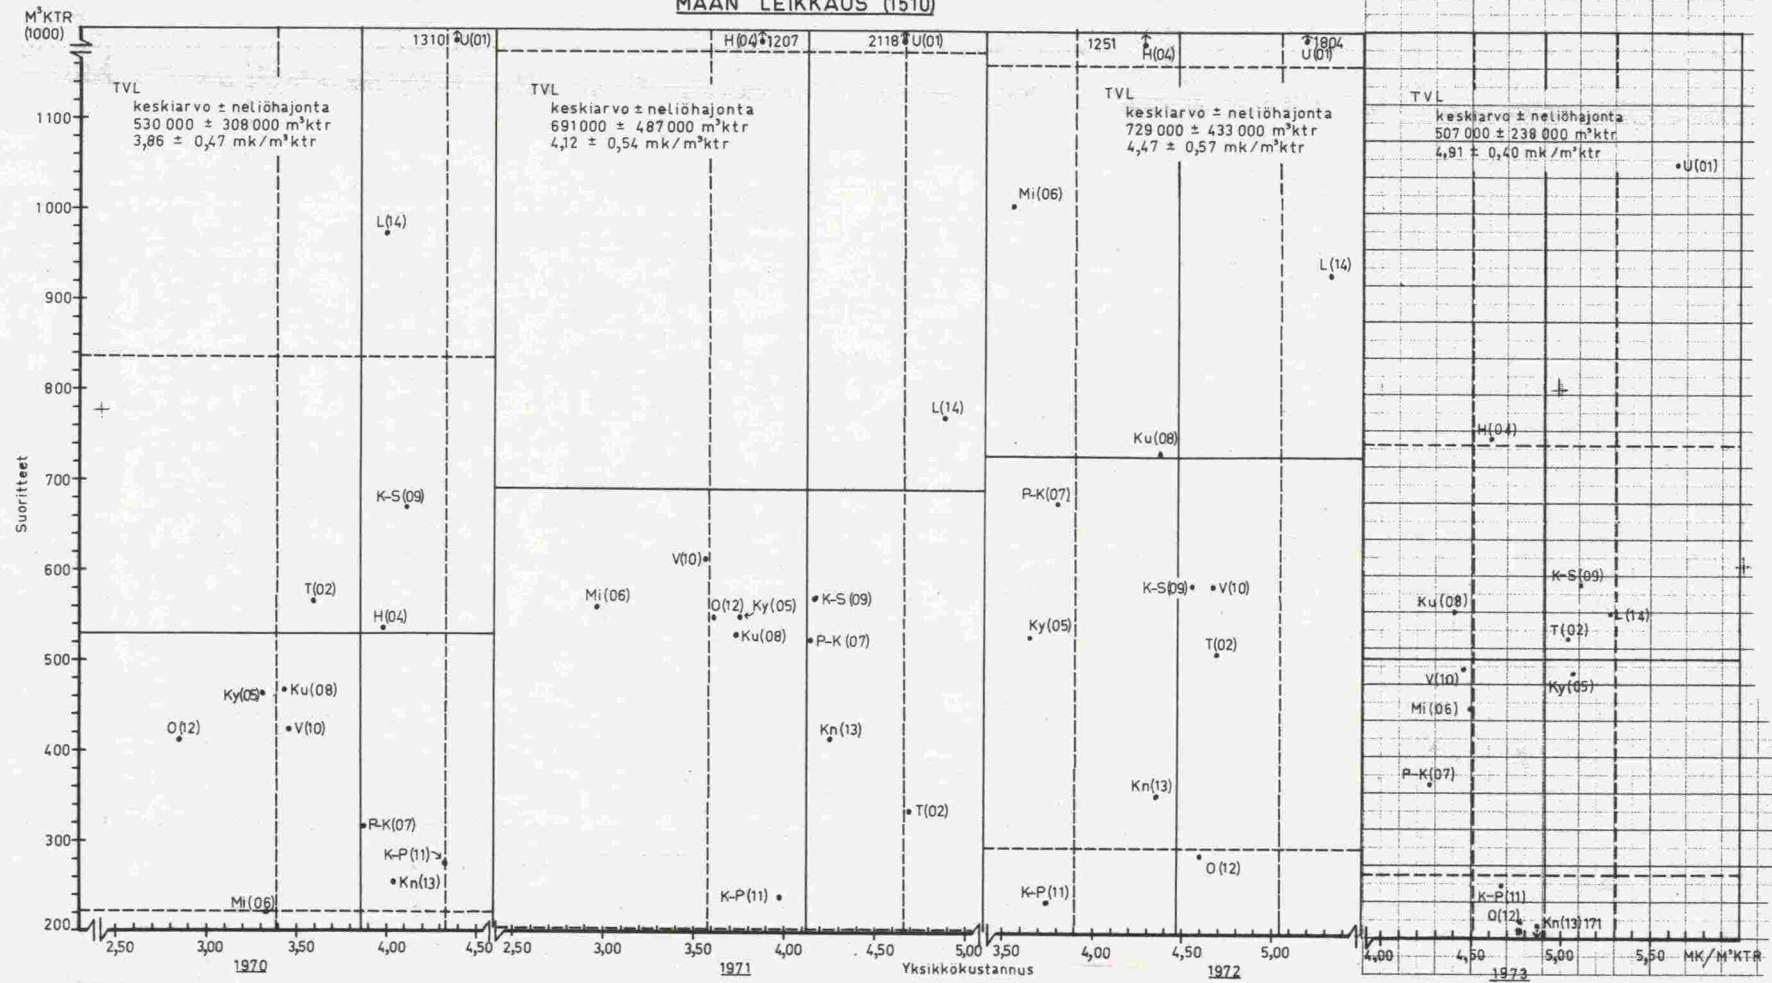 MAAN LEIKKAUS (1510)
M³KTR
(1000)
1100
1000
900
800
700
600
500
400
300
200
Suoritteet
1310 U(01)
TVL
keskiarvo ± neliöhajonta
530 000 ± 308 000 m³ktr
3,86 ± 0,47 mk/m³ktr
L(14)
K-S(09)
T(02)
H(04)
Ky(05)
Ku(08)
O(12)
V(10)
P-K(07)
K-P(11)
Kn(13)
Mi(06)
2,50 3,00 3,50 4,00 4,50
1970
H(04) 1207
2118 U(01)
TVL
keskiarvo ± neliöhajonta
691000 ± 487 000 m³ktr
4,12 ± 0,54 mk/m³ktr
L(14)
V(10)
Mi(06)
O(12) Ky(05)
K-S(09)
Ku(08)
P-K(07)
Kn(13)
T(02)
K-P(11)
2,50 3,00 3,50 4,00 4,50 5,00
1971
Yksikkökustannus
1251
H(04)
1804
U(01)
TVL
keskiarvo ± neliöhajonta
729 000 ± 433 000 m³ktr
4,47 ± 0,57 mk/m³ktr
Mi(06)
L(14)
Ku(08)
P-K(07)
K-S(09)
V(10)
Ky(05)
T(02)
Kn(13)
O(12)
K-P(11)
3,50 4,00 4,50 5,00
1972
TVL
keskiarvo ± neliöhajonta
507 000 ± 238 000 m³ktr
4,91 ± 0,40 mk/m³ktr
U(01)
H(04)
K-S(09)
Ku(08)
L(14)
T(02)
V(10)
Ky(05)
Mi(06)
P-K(07)
K-P(11)
O(12)
Kn(13) 171
4,00 4,50 5,00 5,50 MK/M³KTR
1973